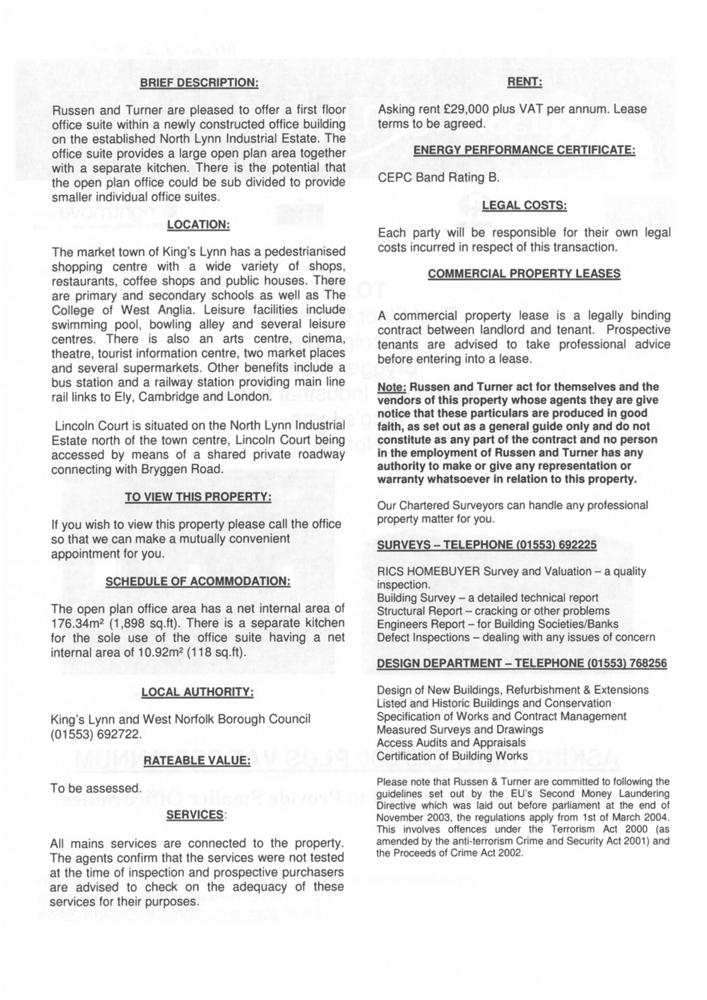 BRIEF DESCRIPTION:
Russen and Turner are pleased to offer a first floor
office suite within a newly constructed office building
on the established North Lynn Industrial Estate. The
office suite provides a large open plan area together
with a separate kitchen. There is the potential that
the open plan office could be sub divided to provide
smaller individual office suites.
LOCATION:
The market town of King's Lynn has a pedestrianised
shopping centre with a wide variety of shops,
restaurants, coffee shops and public houses. There
are primary and secondary schools as well as The
College of West Anglia. Leisure facilities include
swimming pool, bowling alley and several leisure
centres. There is also an arts centre, cinema,
theatre, tourist information centre, two market places
and several supermarkets. Other benefits include a
bus station and a railway station providing main line
rail links to Ely, Cambridge and London.
Lincoln Court is situated on the North Lynn Industrial
Estate north of the town centre, Lincoln Court being
accessed by means of a shared private roadway
connecting with Bryggen Road.
TO VIEW THIS PROPERTY:
If you wish to view this property please call the office
so that we can make a mutually convenient
appointment for you.
SCHEDULE OF ACOMMODATION:
The open plan office area has a net internal area of
176.34m² (1,898 sq.ft). There is a separate kitchen
for the sole use of the office suite having a net
internal area of 10.92m² (118 sq.ft).
LOCAL AUTHORITY:
King's Lynn and West Norfolk Borough Council
(01553) 692722.
RATEABLE VALUE:
To be assessed.
SERVICES:
All mains services are connected to the property.
The agents confirm that the services were not tested
at the time of inspection and prospective purchasers
are advised to check on the adequacy of these
services for their purposes.
RENT:
Asking rent £29,000 plus VAT per annum. Lease
terms to be agreed.
ENERGY PERFORMANCE CERTIFICATE:
CEPC Band Rating B.
LEGAL COSTS:
Each party will be responsible for their own legal
costs incurred in respect of this transaction.
COMMERCIAL PROPERTY LEASES
A commercial property lease is a legally binding
contract between landlord and tenant. Prospective
tenants are advised to take professional advice
before entering into a lease.
Note: Russen and Turner act for themselves and the
vendors of this property whose agents they are give
notice that these particulars are produced in good
faith, as set out as a general guide only and do not
constitute as any part of the contract and no person
in the employment of Russen and Turner has any
authority to make or give any representation or
warranty whatsoever in relation to this property.
Our Chartered Surveyors can handle any professional
property matter for you.
SURVEYS – TELEPHONE (01553) 692225
RICS HOMEBUYER Survey and Valuation – a quality
inspection.
Building Survey – a detailed technical report
Structural Report – cracking or other problems
Engineers Report – for Building Societies/Banks
Defect Inspections – dealing with any issues of concern
DESIGN DEPARTMENT – TELEPHONE (01553) 768256
Design of New Buildings, Refurbishment & Extensions
Listed and Historic Buildings and Conservation
Specification of Works and Contract Management
Measured Surveys and Drawings
Access Audits and Appraisals
Certification of Building Works
Please note that Russen & Turner are committed to following the
guidelines set out by the EU's Second Money Laundering
Directive which was laid out before parliament at the end of
November 2003, the regulations apply from 1st of March 2004.
This involves offences under the Terrorism Act 2000 (as
amended by the anti-terrorism Crime and Security Act 2001) and
the Proceeds of Crime Act 2002.